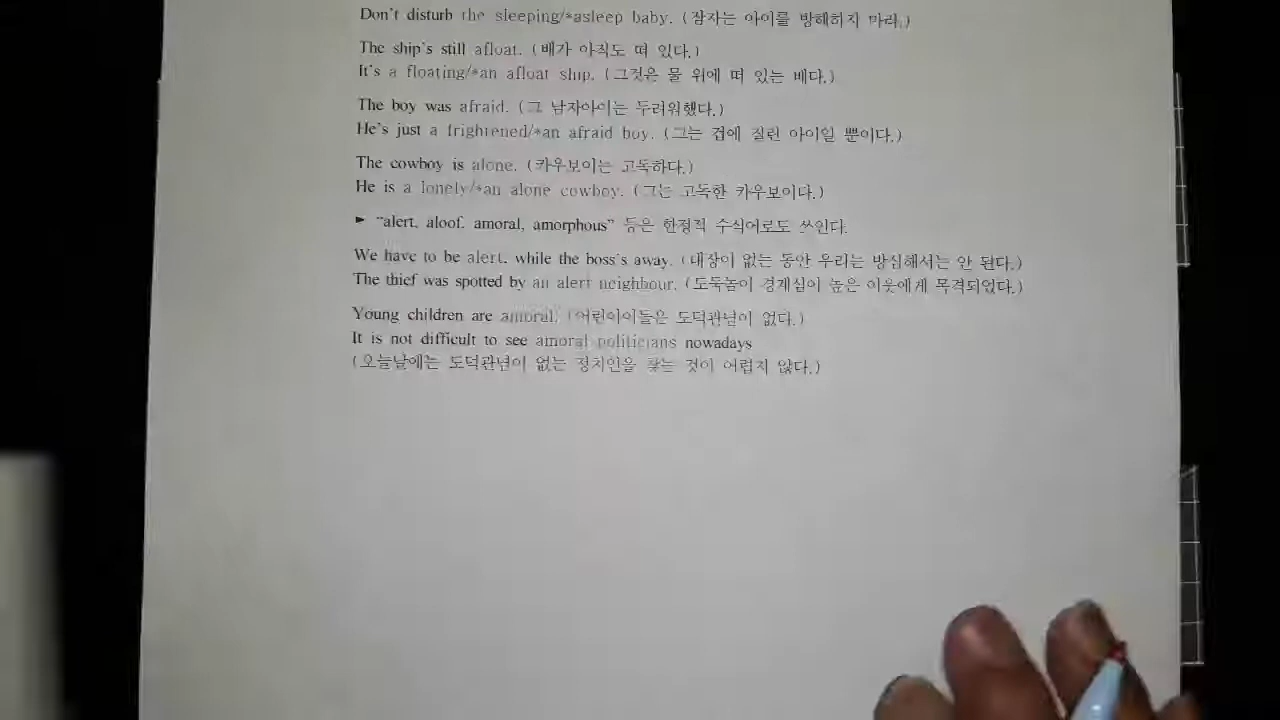 Don't disturb the sleeping/*asleep baby. (잠자는 아이를 방해하지 마라.)
The ship's still afloat. (배가 아직도 떠 있다.)
It's a floating/*an afloat ship. (그것은 물 위에 떠 있는 배다.)
The boy was afraid. (그 남자아이는 두려워했다.)
He's just a frightened/*an afraid boy. (그는 겁에 질린 아이일 뿐이다.)
The cowboy is alone. (카우보이는 고독하다.)
He is a lonely/*an alone cowboy. (그는 고독한 카우보이다.)
► “alert, aloof, amoral, amorphous” 등은 한정적 수식어로도 쓰인다.
We have to be alert, while the boss's away. (대장이 없는 동안 우리는 방심해서는 안 된다.)
The thief was spotted by an alert neighbour. (도둑놈이 경계심이 높은 이웃에게 목격되었다.)
Young children are amoral. (어린아이들은 도덕관념이 없다.)
It is not difficult to see amoral politicians nowadays
(오늘날에는 도덕관념이 없는 정치인을 찾는 것이 어렵지 않다.)